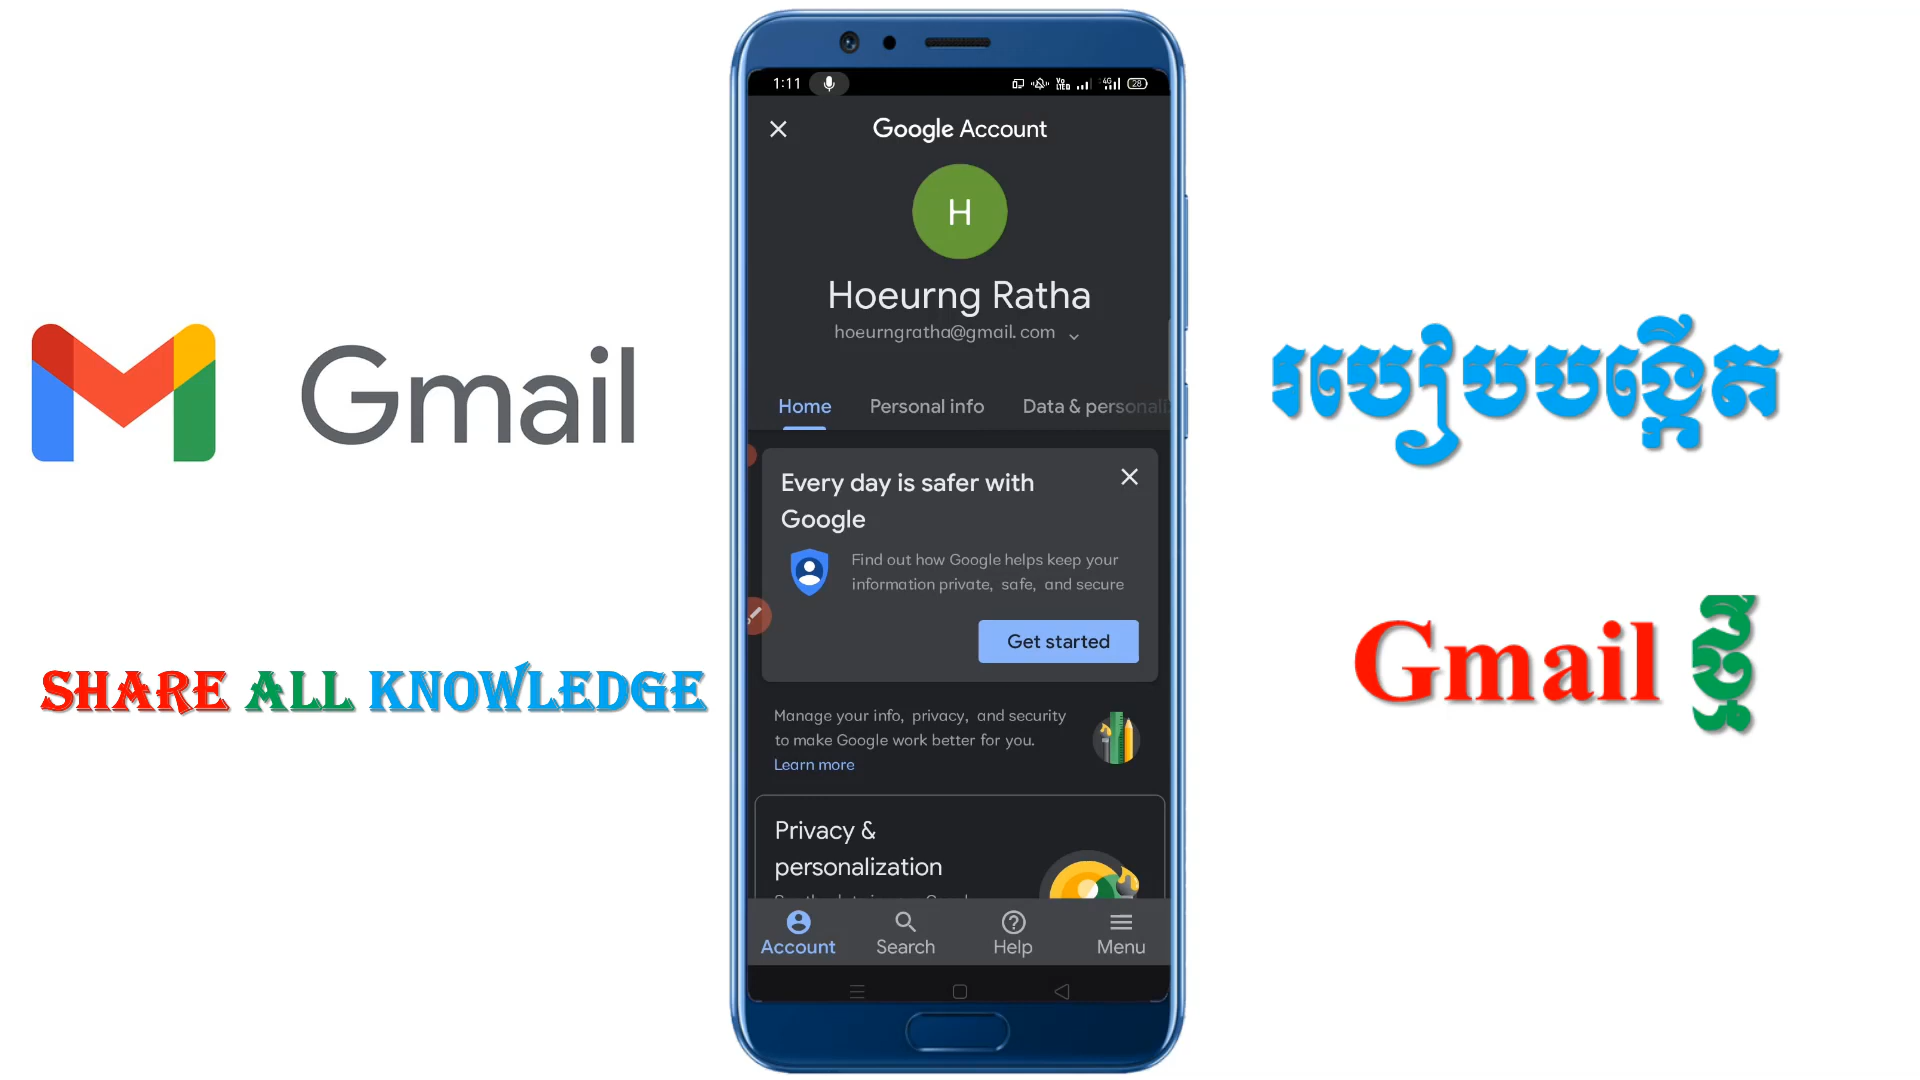 Gmail
SHARE ALL KNOWLEDGE
1:11
4G
28
Google Account
H
Hoeurng Ratha
hoeurngratha@gmail.com
Home Personal info Data & personali
Every day is safer with
Google
Find out how Google helps keep your
information private, safe, and secure
Get started
Manage your info, privacy, and security
to make Google work better for you.
Learn more
Privacy &
personalization
Account Search Help Menu
របៀបបង្កើត
Gmail ថ្មី